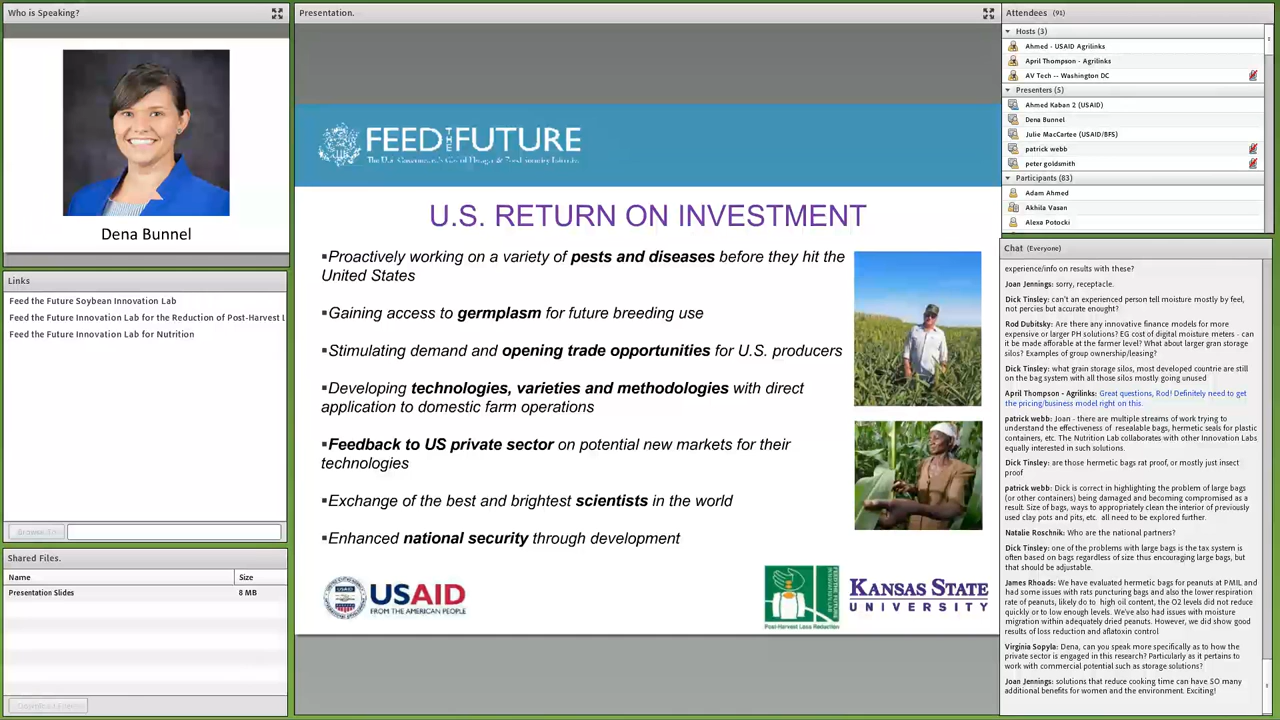 Who is Speaking?
Dena Bunnel
Links
Feed the Future Soybean Innovation Lab
Feed the Future Innovation Lab for the Reduction of Post-Harvest L
Feed the Future Innovation Lab for Nutrition
Browse To
Shared Files.
Name Size
Presentation Slides 8 MB
Presentation.
FEED THE FUTURE
The U.S. Government's Global Hunger & Food Security Initiative
U.S. RETURN ON INVESTMENT
▪Proactively working on a variety of pests and diseases before they hit the
United States
▪Gaining access to germplasm for future breeding use
▪Stimulating demand and opening trade opportunities for U.S. producers
▪Developing technologies, varieties and methodologies with direct
application to domestic farm operations
▪Feedback to US private sector on potential new markets for their
technologies
▪Exchange of the best and brightest scientists in the world
▪Enhanced national security through development
USAID
FROM THE AMERICAN PEOPLE
Post-Harvest Loss Reduction
KANSAS STATE
UNIVERSITY
Attendees (91)
Hosts (3)
Ahmed - USAID Agrilinks
April Thompson - Agrilinks
AV Tech -- Washington DC
Presenters (5)
Ahmed Kaban 2 (USAID)
Dena Bunnel
Julie MacCartee (USAID/BFS)
patrick webb
peter goldsmith
Participants (83)
Adam Ahmed
Akhila Vasan
Alexa Potocki
Chat (Everyone)
experience/info on results with these?
Joan Jennings: sorry, receptacle.
Dick Tinsley: can't an experienced person tell moisture mostly by feel,
not percies but accurate enought?
Rod Dubitsky: Are there any innovative finance models for more
expensive or larger PH solutions? EG cost of digital moisture meters - can
it be made afforable at the farmer level? What about larger gran storage
silos? Examples of group ownership/leasing?
Dick Tinsley: what grain storage silos, most developed countrie are still
on the bag system with all those silos mostly going unused
April Thompson - Agrilinks: Great questions, Rod! Definitely need to get
the pricing/business model right on this.
patrick webb: Joan - there are multiple streams of work trying to
understand the effectiveness of resealable bags, hermetic seals for plastic
containers, etc. The Nutrition Lab collaborates with other Innovation Labs
equally interested in such solutions.
Dick Tinsley: are those hermetic bags rat proof, or mostly just insect
proof
patrick webb: Dick is correct in highlighting the problem of large bags
(or other containers) being damaged and becoming compromised as a
result. Size of bags, ways to appropriately clean the interior of previously
used clay pots and pits, etc. all need to be explored further.
Natalie Roschnik: Who are the national partners?
Dick Tinsley: one of the problems with large bags is the tax system is
often based on bags regardless of size thus encouraging large bags, but
that should be adjustable.
James Rhoads: We have evaluated hermetic bags for peanuts at PMIL and
had some issues with rats puncturing bags and also the lower respiration
rate of peanuts, likely do to high oil content, the O2 levels did not reduce
quickly or to low enough levels. We've also had issues with moisture
migration within adequately dried peanuts. However, we did show good
results of loss reduction and aflatoxin control
Virginia Sopyla: Dena, can you speak more specifically as to how the
private sector is engaged in this research? Particularly as it pertains to
work with commercial potential such as storage solutions?
Joan Jennings: solutions that reduce cooking time can have SO many
additional benefits for women and the environment. Exciting!